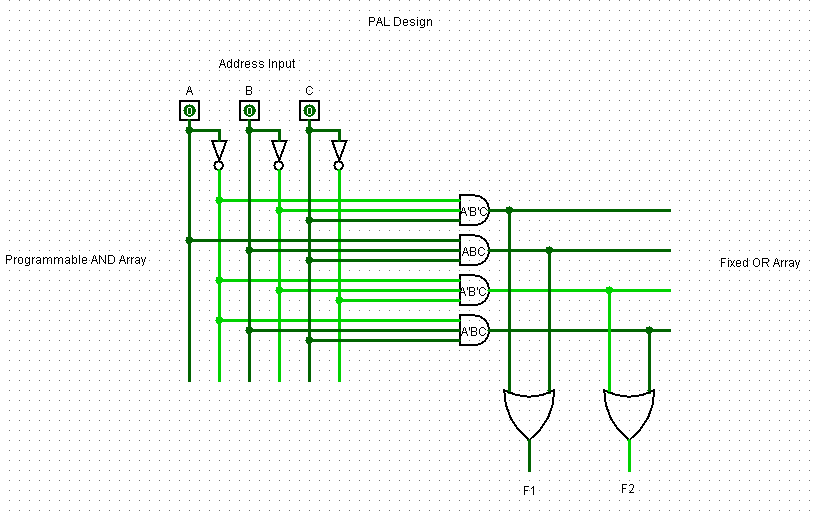 PAL Design
Address Input
A B C
0 0 0
A'B'C
ABC
Programmable AND Array
Fixed OR Array
A'B'C
A'BC
F1 F2